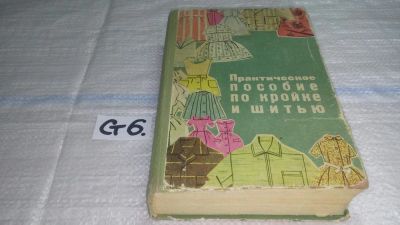 Практическое
пособие
по кройке
и шитью
G6.